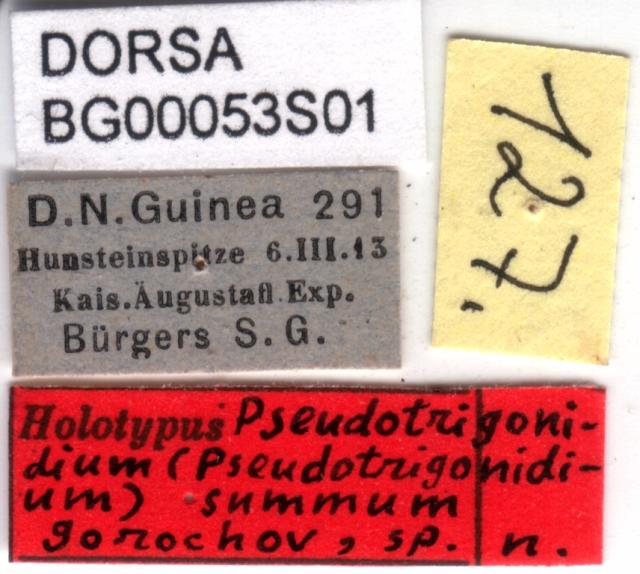 DORSA
BG00053S01
D.N.Guinea 291
Hunsteinspitze 6.III.13
Kais.Augustafl.Exp.
Bürgers S.G.
127.
Holotypus Pseudotrigoni-
dium (Pseudotrigonidi-
um) summum
gorochov, sp. n.